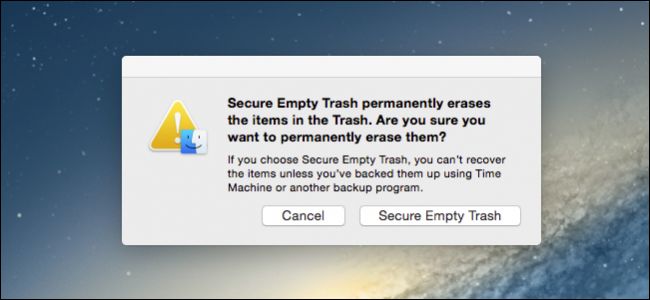 Secure Empty Trash permanently erases
the items in the Trash. Are you sure you
want to permanently erase them?
If you choose Secure Empty Trash, you can't recover
the items unless you've backed them up using Time
Machine or another backup program.
Cancel Secure Empty Trash